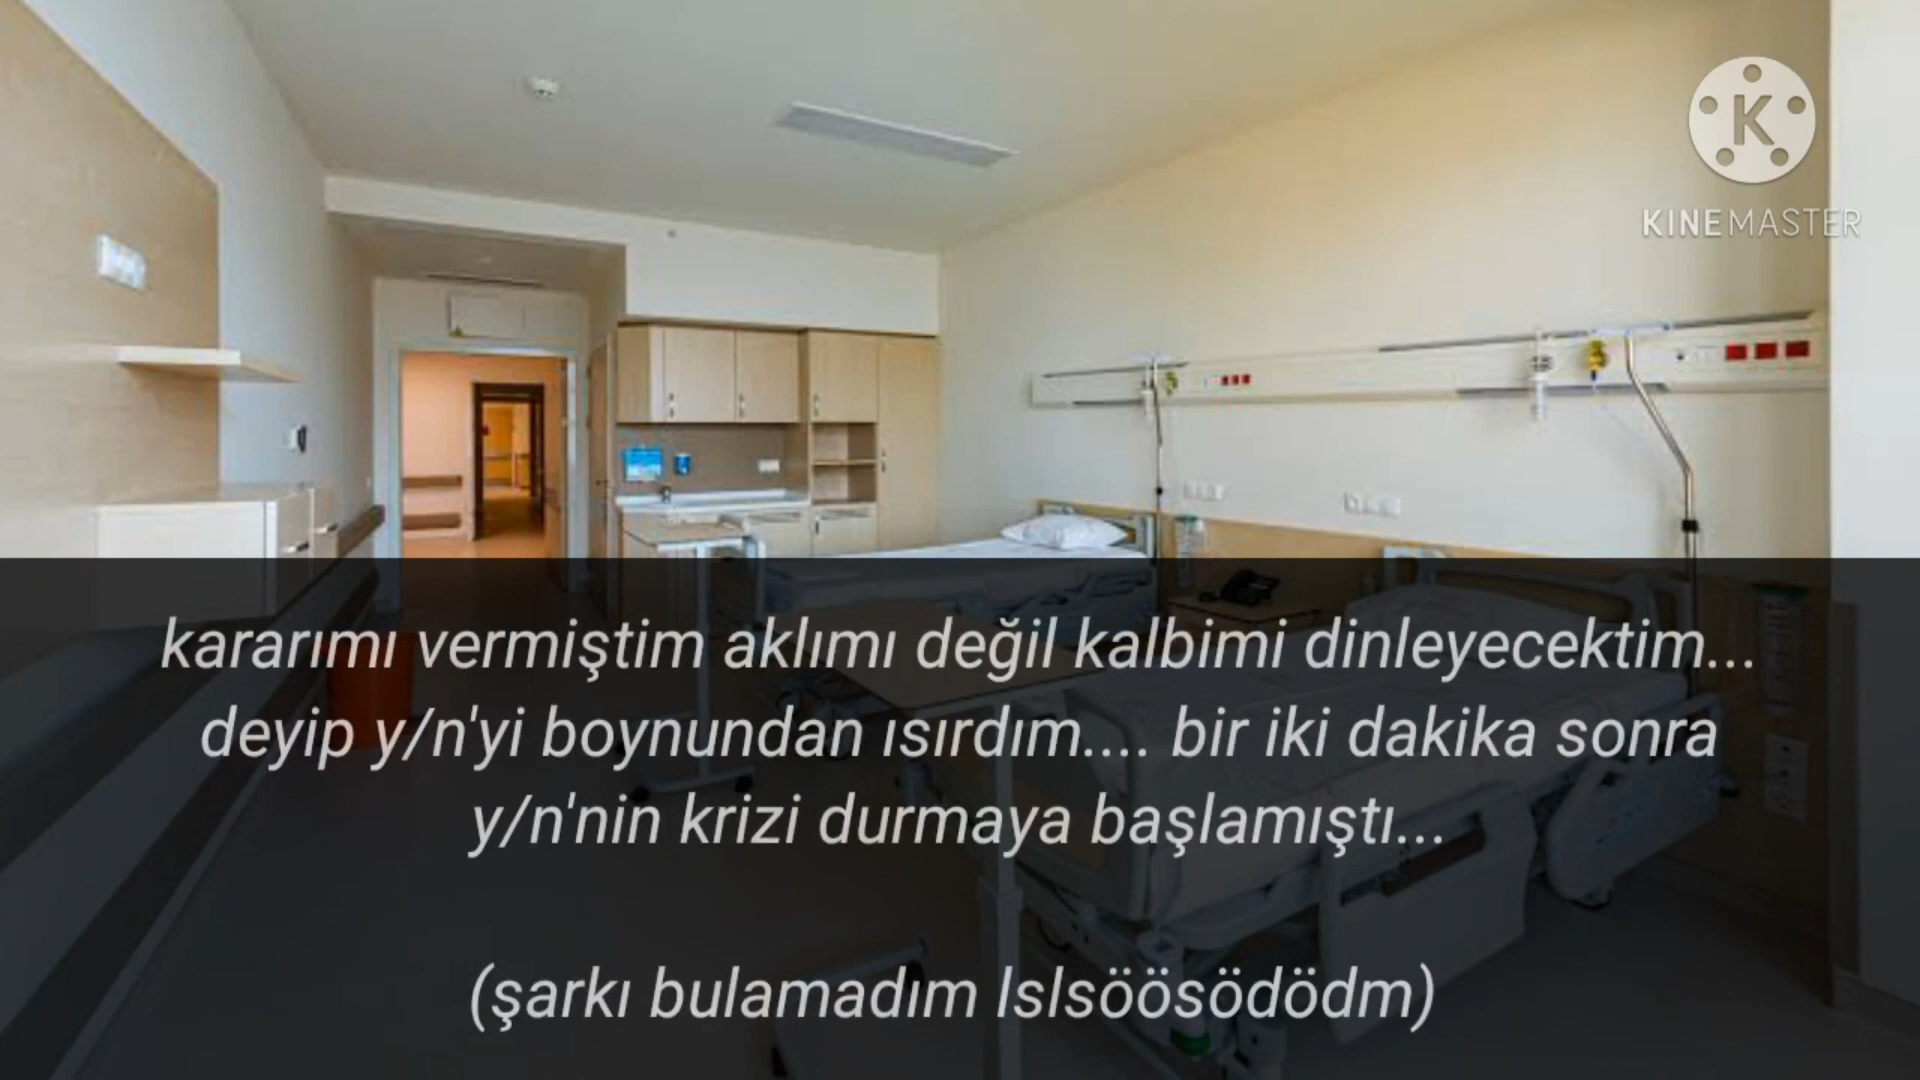 KINEMASTER
kararımı vermiştim aklımı değil kalbimi dinleyecektim...
deyip y/n'yi boynundan ısırdım.... bir iki dakika sonra
y/n'nin krizi durmaya başlamıştı...
(şarkı bulamadım lslsöösödödm)